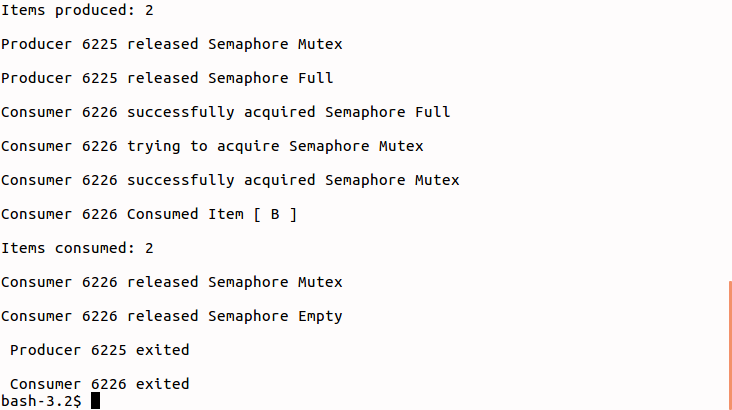 Items produced: 2
Producer 6225 released Semaphore Mutex
Producer 6225 released Semaphore Full
Consumer 6226 successfully acquired Semaphore Full
Consumer 6226 trying to acquire Semaphore Mutex
Consumer 6226 successfully acquired Semaphore Mutex
Consumer 6226 Consumed Item [ B ]
Items consumed: 2
Consumer 6226 released Semaphore Mutex
Consumer 6226 released Semaphore Empty
Producer 6225 exited
Consumer 6226 exited
bash-3.2$